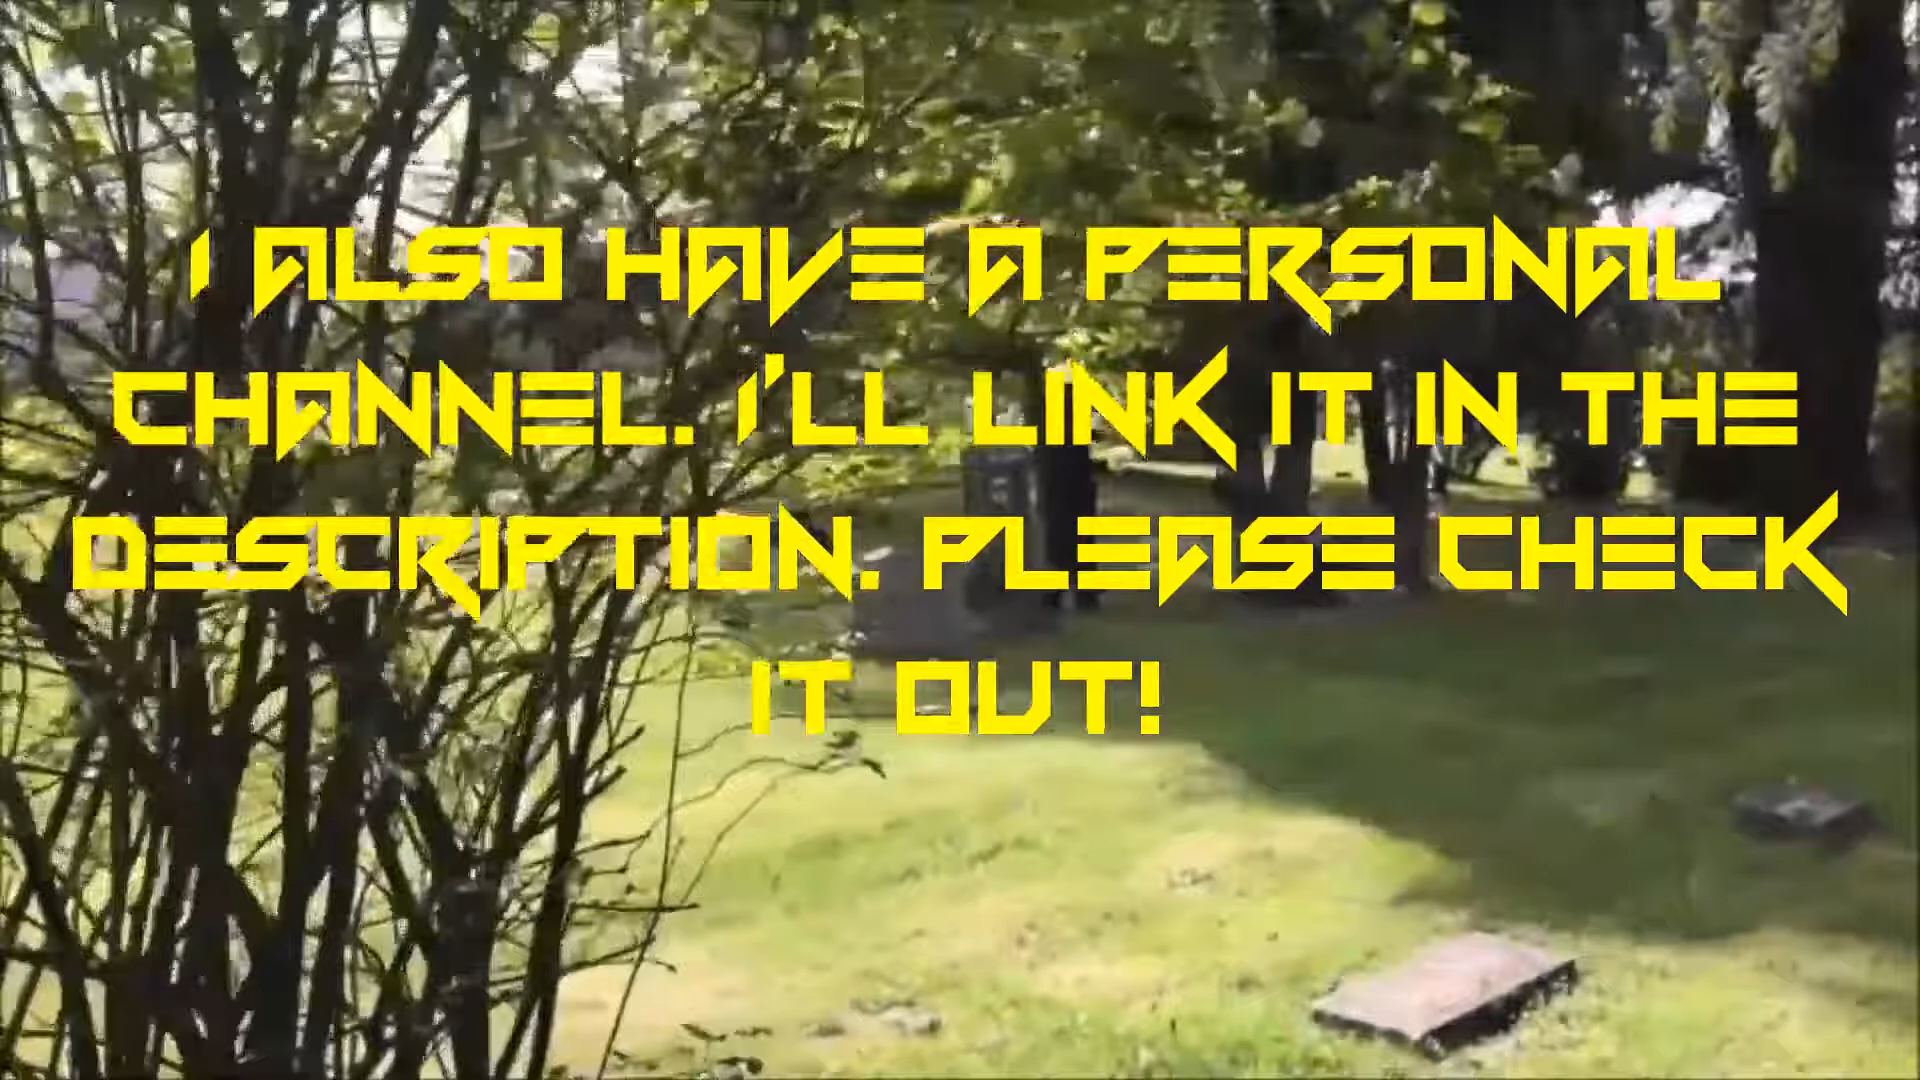 I ALSO HAVE A PERSONAL
CHANNEL. I'LL LINK IT IN THE
DESCRIPTION. PLEASE CHECK
IT OUT!